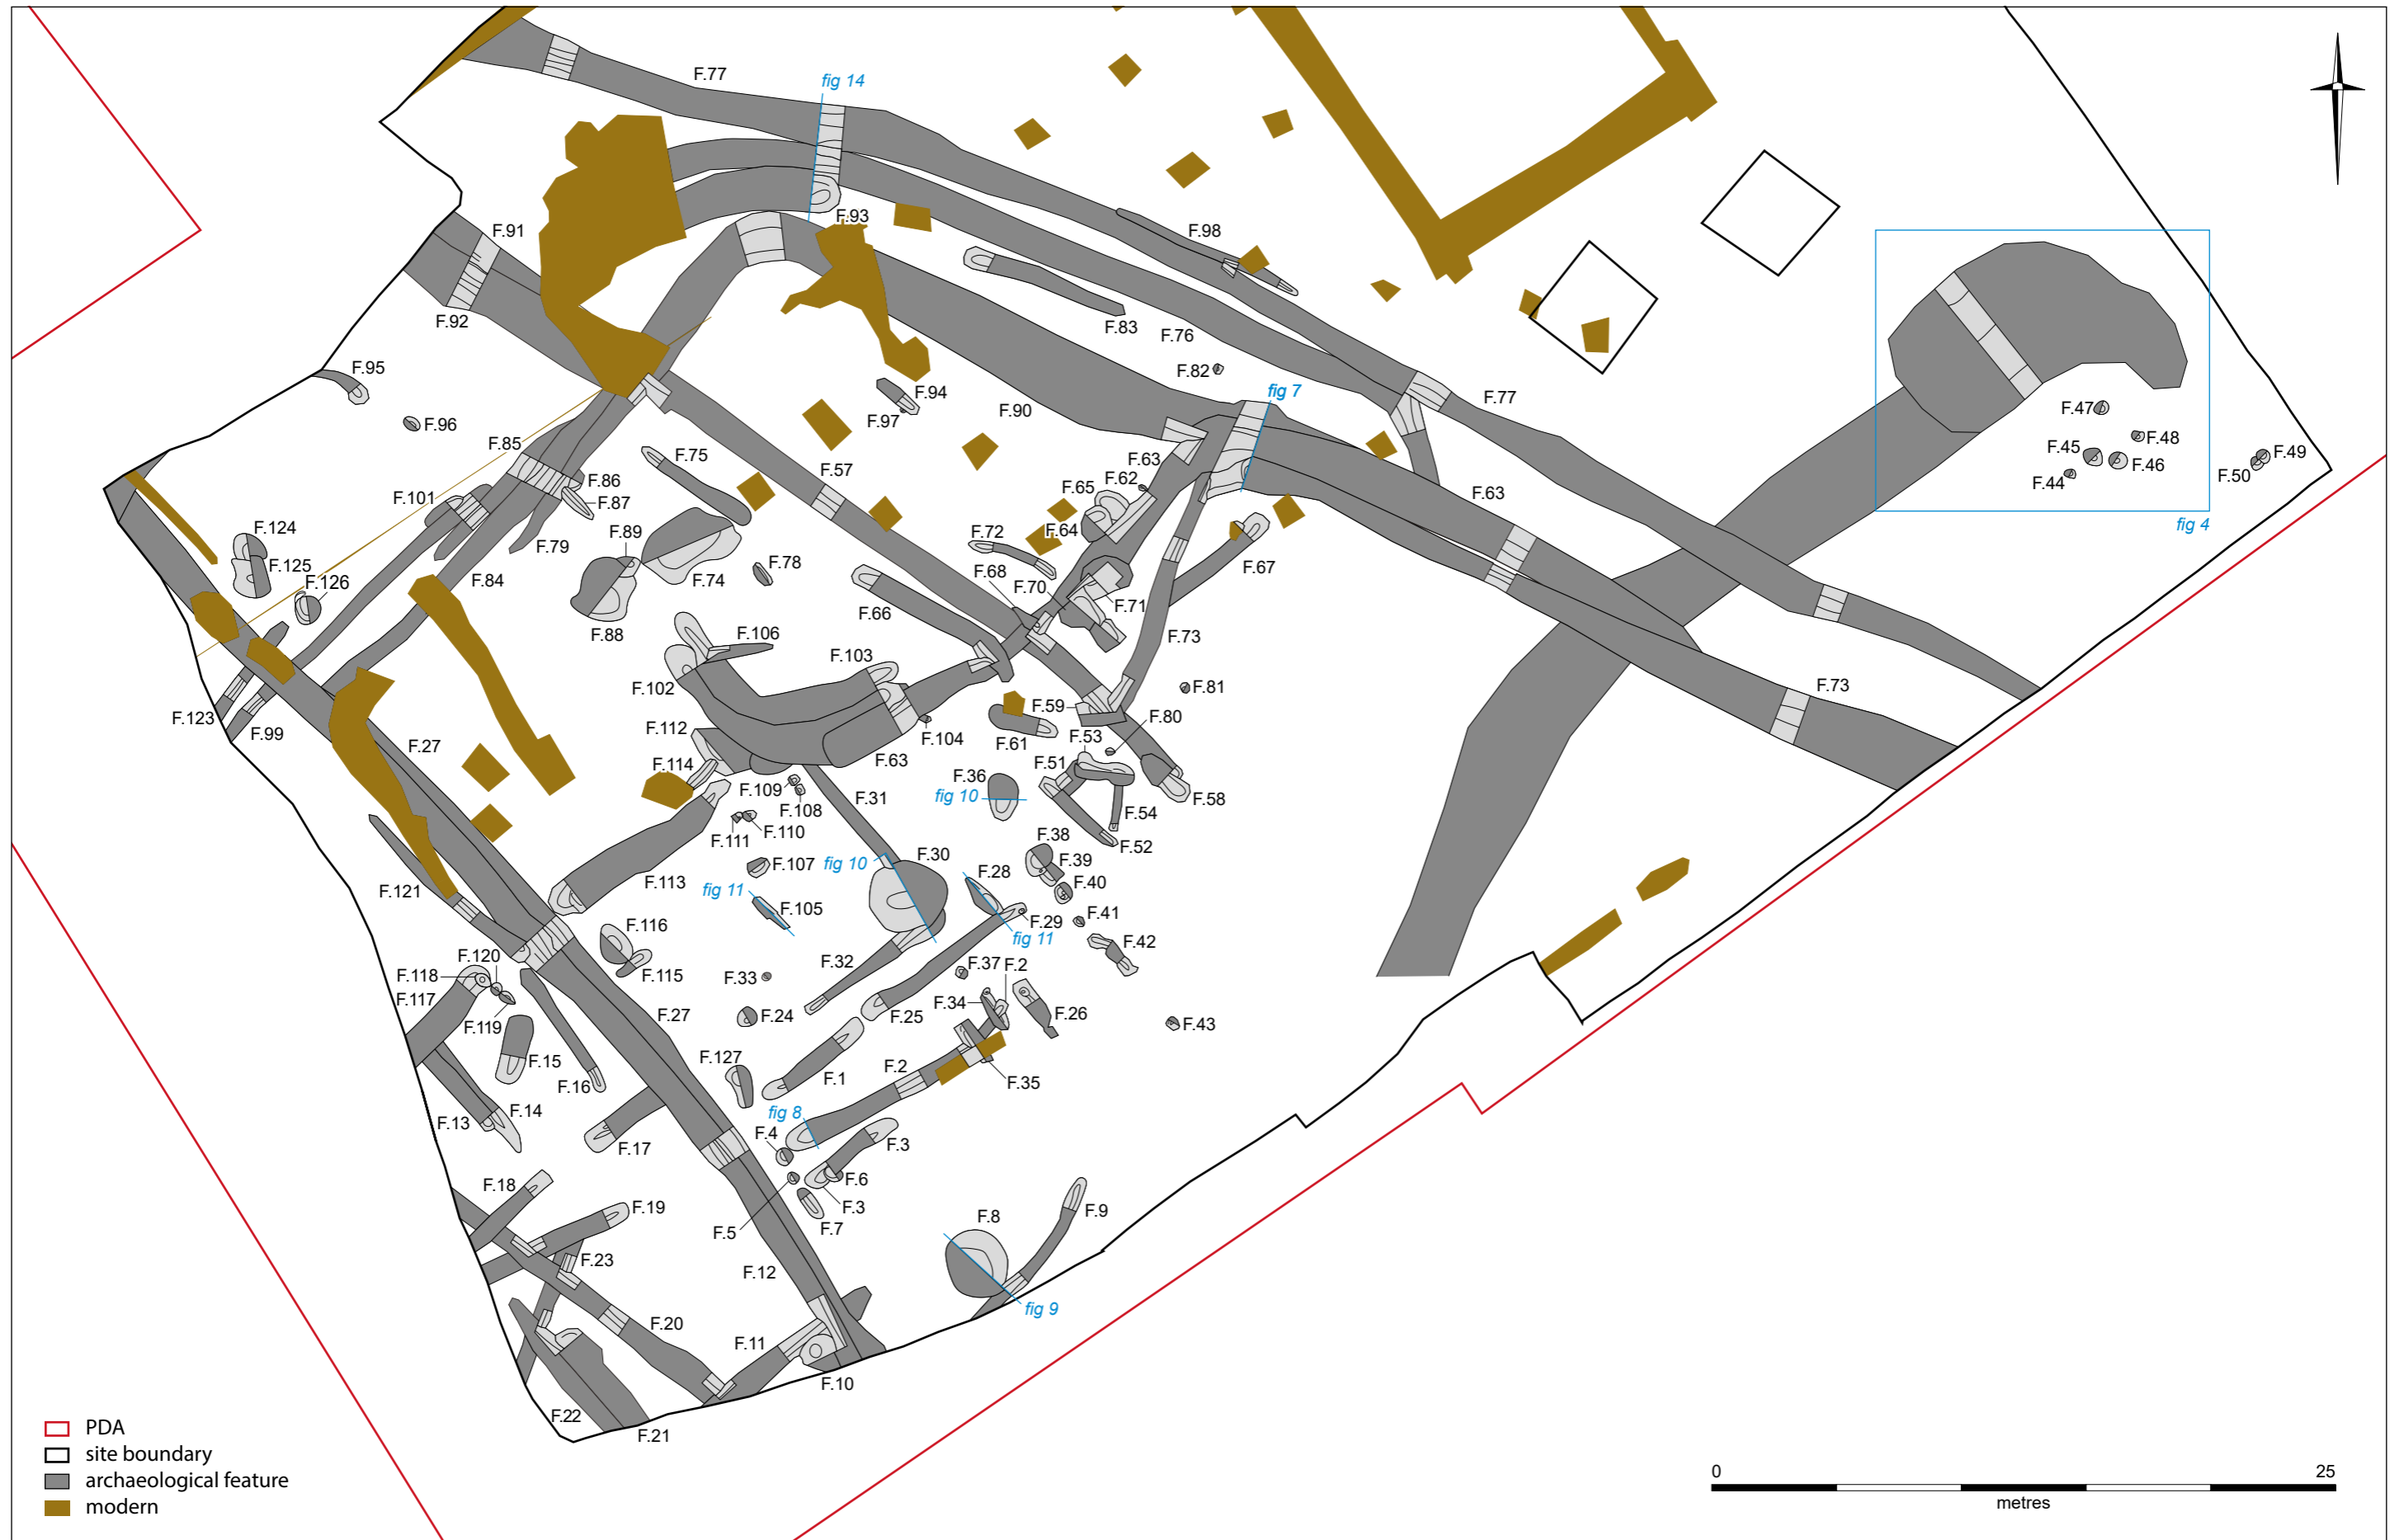 F.77
fig 14
F.93
F.98
F.91
F.92
F.83
F.76
F.82
fig 7
F.77
F.95
F.96
F.94
F.97
F.90
F.47
F.48
F.45
F.46
F.44
F.49
F.50
fig 4
F.85
F.86
F.87
F.75
F.57
F.63
F.62
F.65
F.64
F.63
F.101
F.79
F.89
F.74
F.78
F.72
F.67
F.124
F.125
F.126
F.84
F.88
F.66
F.68
F.70
F.71
F.73
F.106
F.103
F.102
F.81
F.73
F.123
F.99
F.27
F.112
F.104
F.63
F.59
F.61
F.80
F.53
F.114
F.109
F.108
F.31
F.36
fig 10
F.51
F.58
F.54
F.52
F.111
F.110
F.107
fig 10
F.30
F.38
F.39
F.40
F.121
F.113
fig 11
F.105
F.28
F.29
F.41
fig 11
F.42
F.116
F.115
F.120
F.118
F.117
F.119
F.33
F.32
F.37
F.2
F.34
F.26
F.43
F.24
F.25
F.27
F.15
F.16
F.127
F.1
F.2
F.35
F.13
F.14
F.17
fig 8
F.4
F.3
F.6
F.3
F.5
F.7
F.18
F.19
F.8
F.9
F.23
F.12
fig 9
F.20
F.11
F.10
F.22
F.21
PDA
site boundary
archaeological feature
modern
0
25
metres